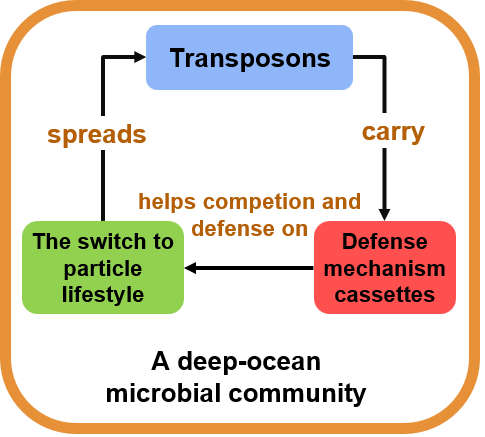 Transposons
spreads
carry
helps competion and
defense on
The switch to
particle
lifestyle
Defense
mechanism
cassettes
A deep-ocean
microbial community